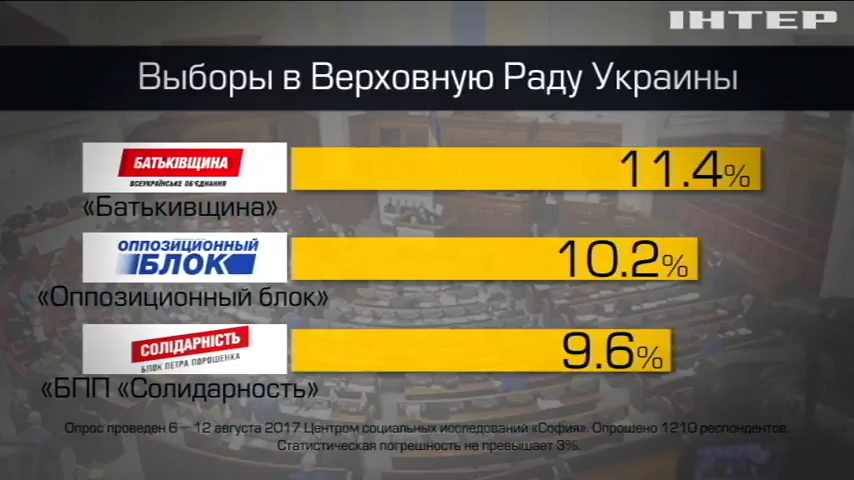 ІНТЕР
Выборы в Верховную Раду Украины
БАТЬКІВЩИНА
ВСЕУКРАЇНСЬКЕ ОБ'ЄДНАННЯ
11.4%
«Батькивщина»
ОППОЗИЦИОННЫЙ
БЛОК
10.2%
«Оппозиционный блок»
СОЛІДАРНІСТЬ
БЛОК ПЕТРА ПОРОШЕНКА
9.6%
«БПП «Солидарность»
Опрос проведен 6 – 12 августа 2017 Центром социальных исследований «София». Опрошено 1210 респондентов.
Статистическая погрешность не превышает 3%.